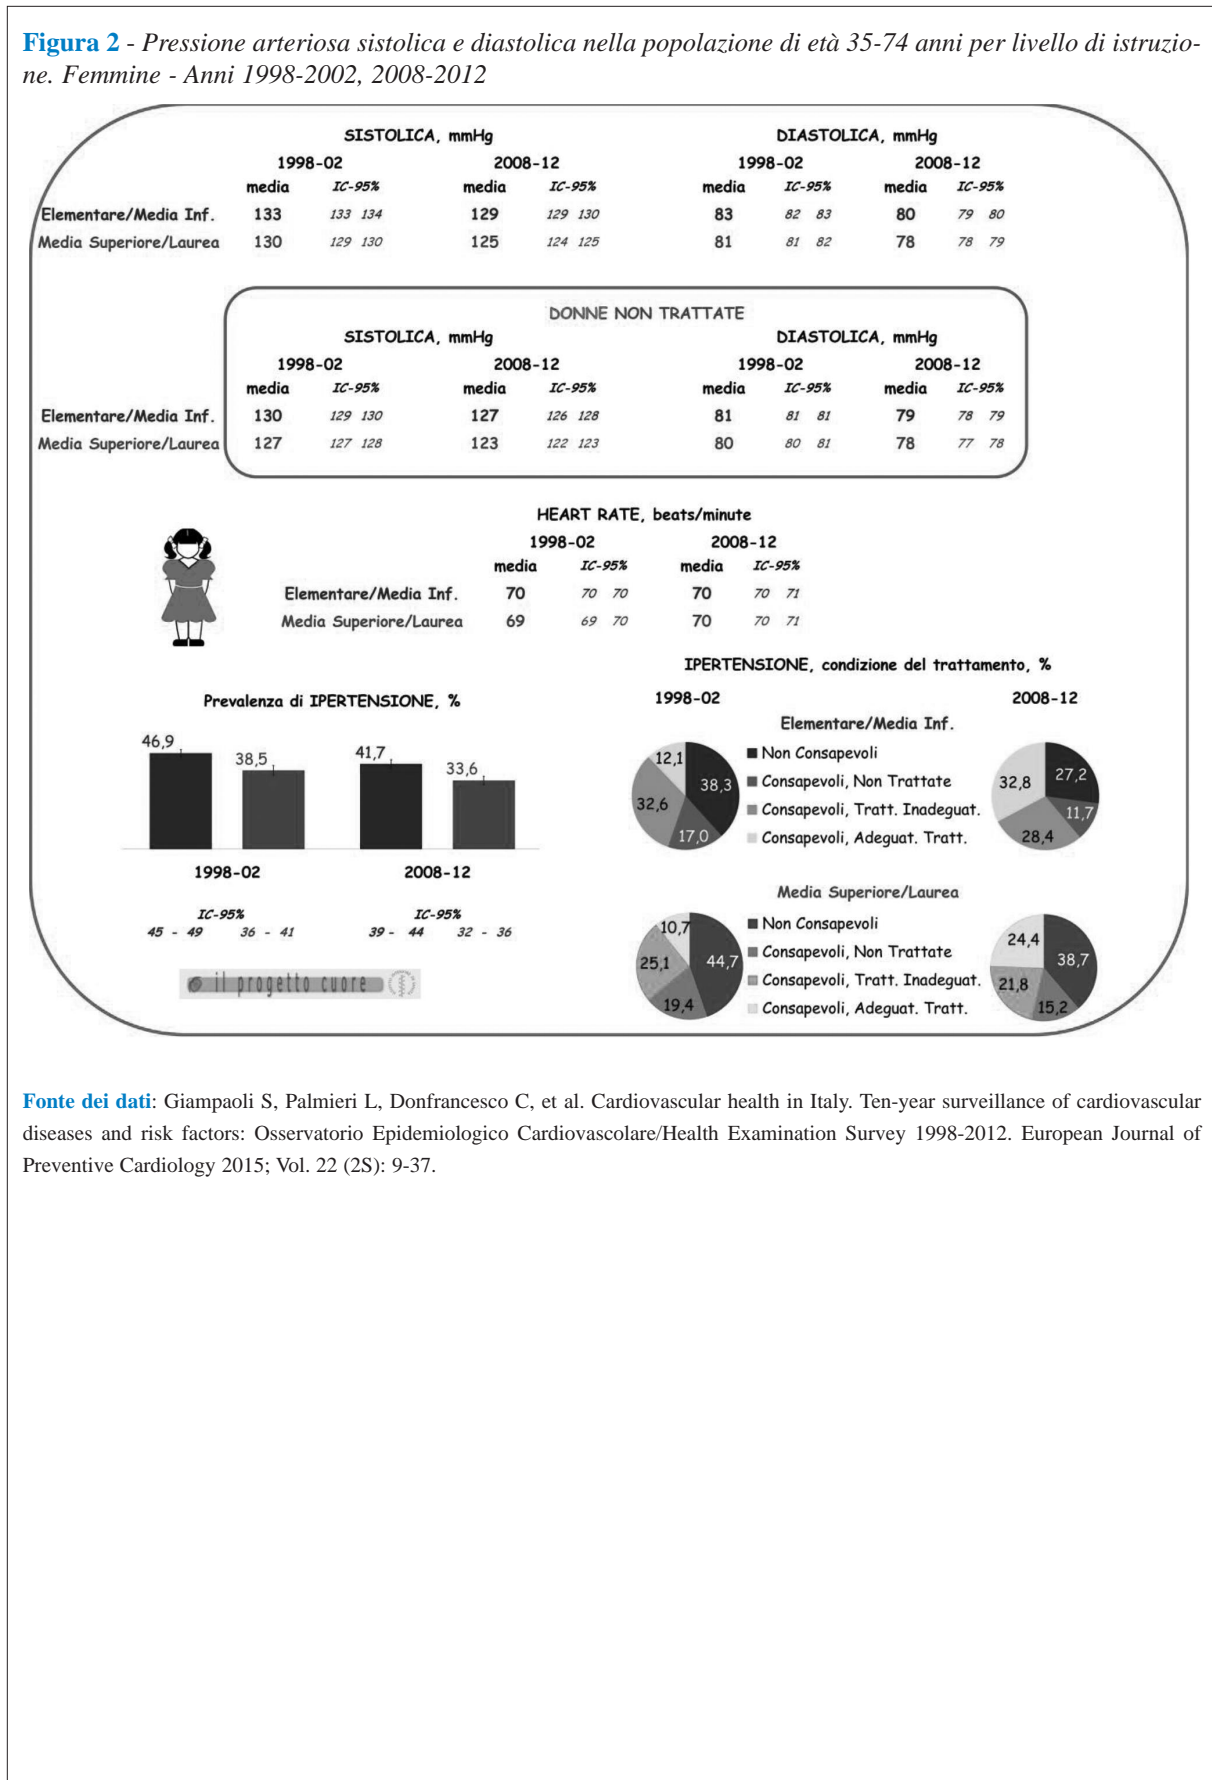 Figura 2 - Pressione arteriosa sistolica e diastolica nella popolazione di età 35-74 anni per livello di istruzio-
ne. Femmine - Anni 1998-2002, 2008-2012
SISTOLICA, mmHg DIASTOLICA, mmHg
1998-02 2008-12 1998-02 2008-12
media IC-95% media IC-95% media IC-95% media IC-95%
Elementare/Media Inf. 133 133 134 129 129 130 83 82 83 80 79 80
Media Superiore/Laurea 130 129 130 125 124 125 81 81 82 78 78 79
DONNE NON TRATTATE
SISTOLICA, mmHg DIASTOLICA, mmHg
1998-02 2008-12 1998-02 2008-12
media IC-95% media IC-95% media IC-95% media IC-95%
Elementare/Media Inf. 130 129 130 127 126 128 81 81 81 79 78 79
Media Superiore/Laurea 127 127 128 123 122 123 80 80 81 78 77 78
HEART RATE, beats/minute
1998-02 2008-12
media IC-95% media IC-95%
Elementare/Media Inf. 70 70 70 70 70 71
Media Superiore/Laurea 69 69 70 70 70 71
Prevalenza di IPERTENSIONE, %
46,9 38,5 41,7 33,6
1998-02 2008-12
IC-95% IC-95%
45 - 49 36 - 41 39 - 44 32 - 36
il progetto cuore
IPERTENSIONE, condizione del trattamento, %
1998-02 2008-12
Elementare/Media Inf.
12,1 38,3 32,6 17,0
Non Consapevoli
Consapevoli, Non Trattate
Consapevoli, Tratt. Inadeguat.
Consapevoli, Adeguat. Tratt.
32,8 27,2 11,7 28,4
Media Superiore/Laurea
10,7 44,7 25,1 19,4
Non Consapevoli
Consapevoli, Non Trattate
Consapevoli, Tratt. Inadeguat.
Consapevoli, Adeguat. Tratt.
24,4 38,7 21,8 15,2
Fonte dei dati: Giampaoli S, Palmieri L, Donfrancesco C, et al. Cardiovascular health in Italy. Ten-year surveillance of cardiovascular
diseases and risk factors: Osservatorio Epidemiologico Cardiovascolare/Health Examination Survey 1998-2012. European Journal of
Preventive Cardiology 2015; Vol. 22 (2S): 9-37.